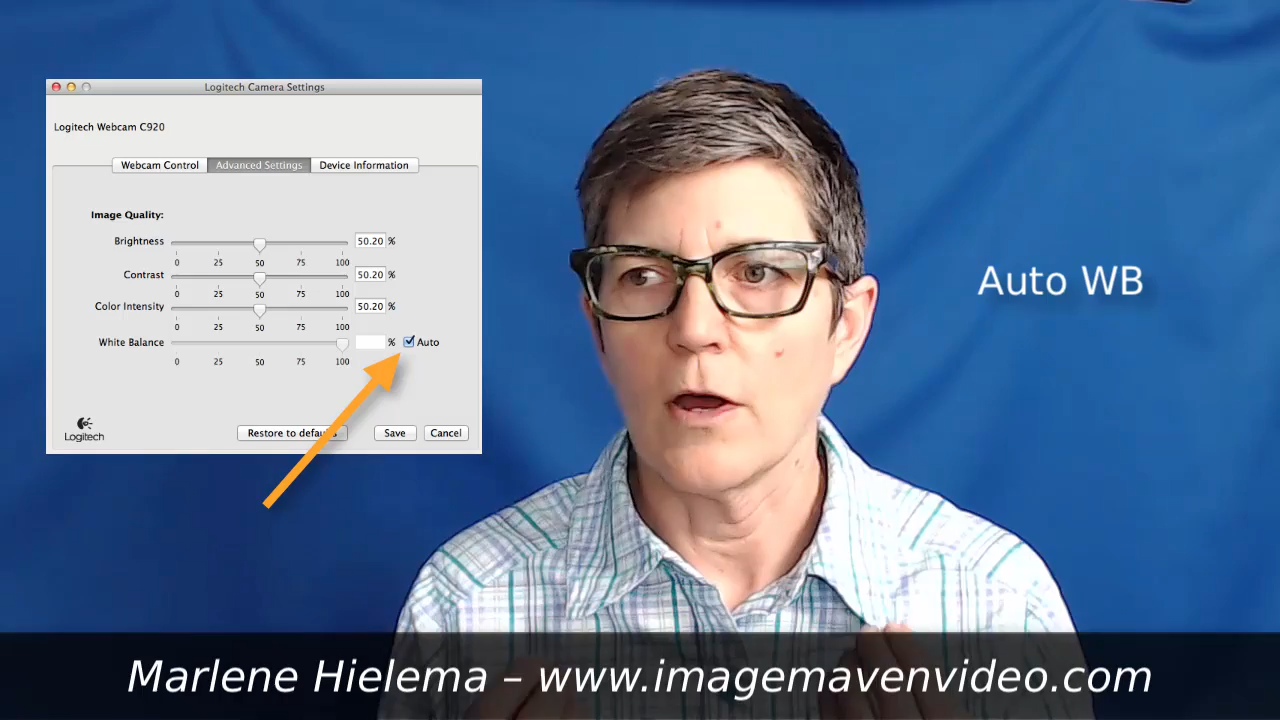 Logitech Camera Settings
Logitech Webcam C920
Webcam Control Advanced Settings Device Information
Image Quality:
Brightness 50.20 %
0 25 50 75 100
Contrast 50.20 %
0 25 50 75 100
Color Intensity 50.20 %
0 25 50 75 100
White Balance % Auto
0 25 50 75 100
Logitech
Restore to defaults Save Cancel
Auto WB
Marlene Hielema – www.imagemavenvideo.com